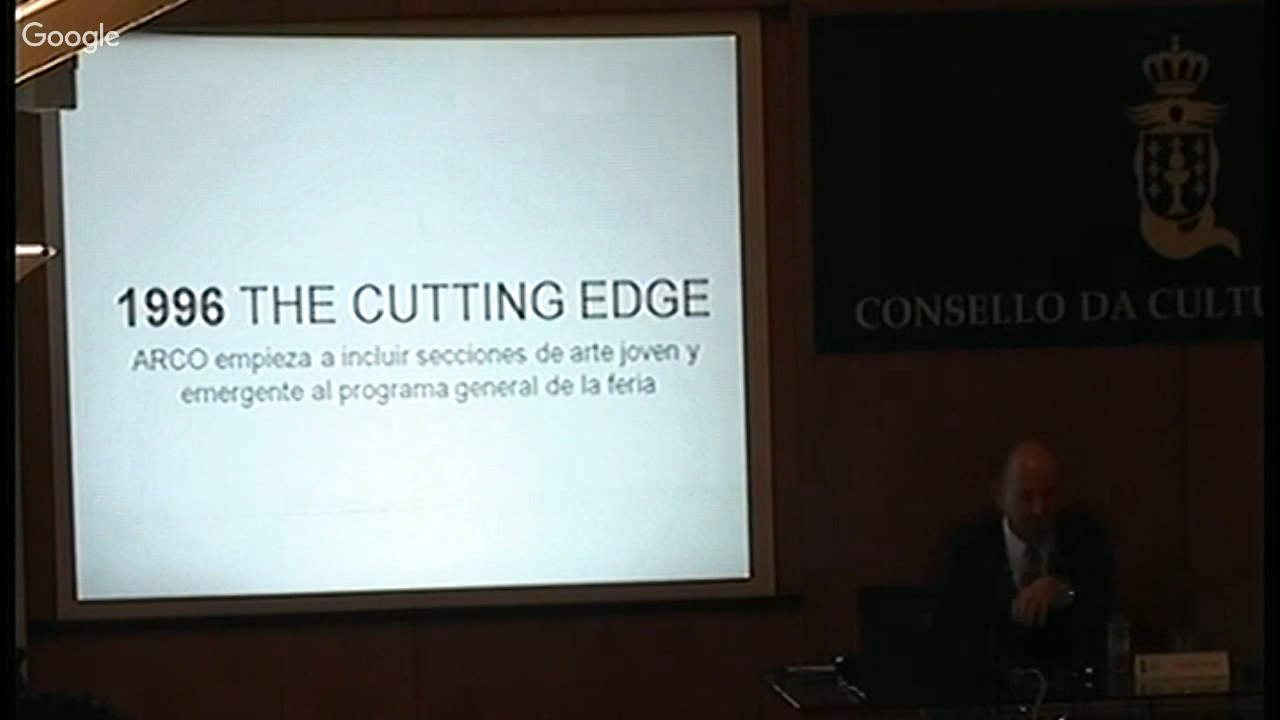 Google
1996 THE CUTTING EDGE
ARCO empieza a incluir secciones de arte joven y
emergente al programa general de la feria
CONSELLO DA CULTU